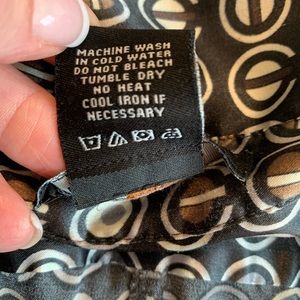 MACHINE WASH
IN COLD WATER
DO NOT BLEACH
TUMBLE DRY
NO HEAT
COOL IRON IF
NECESSARY